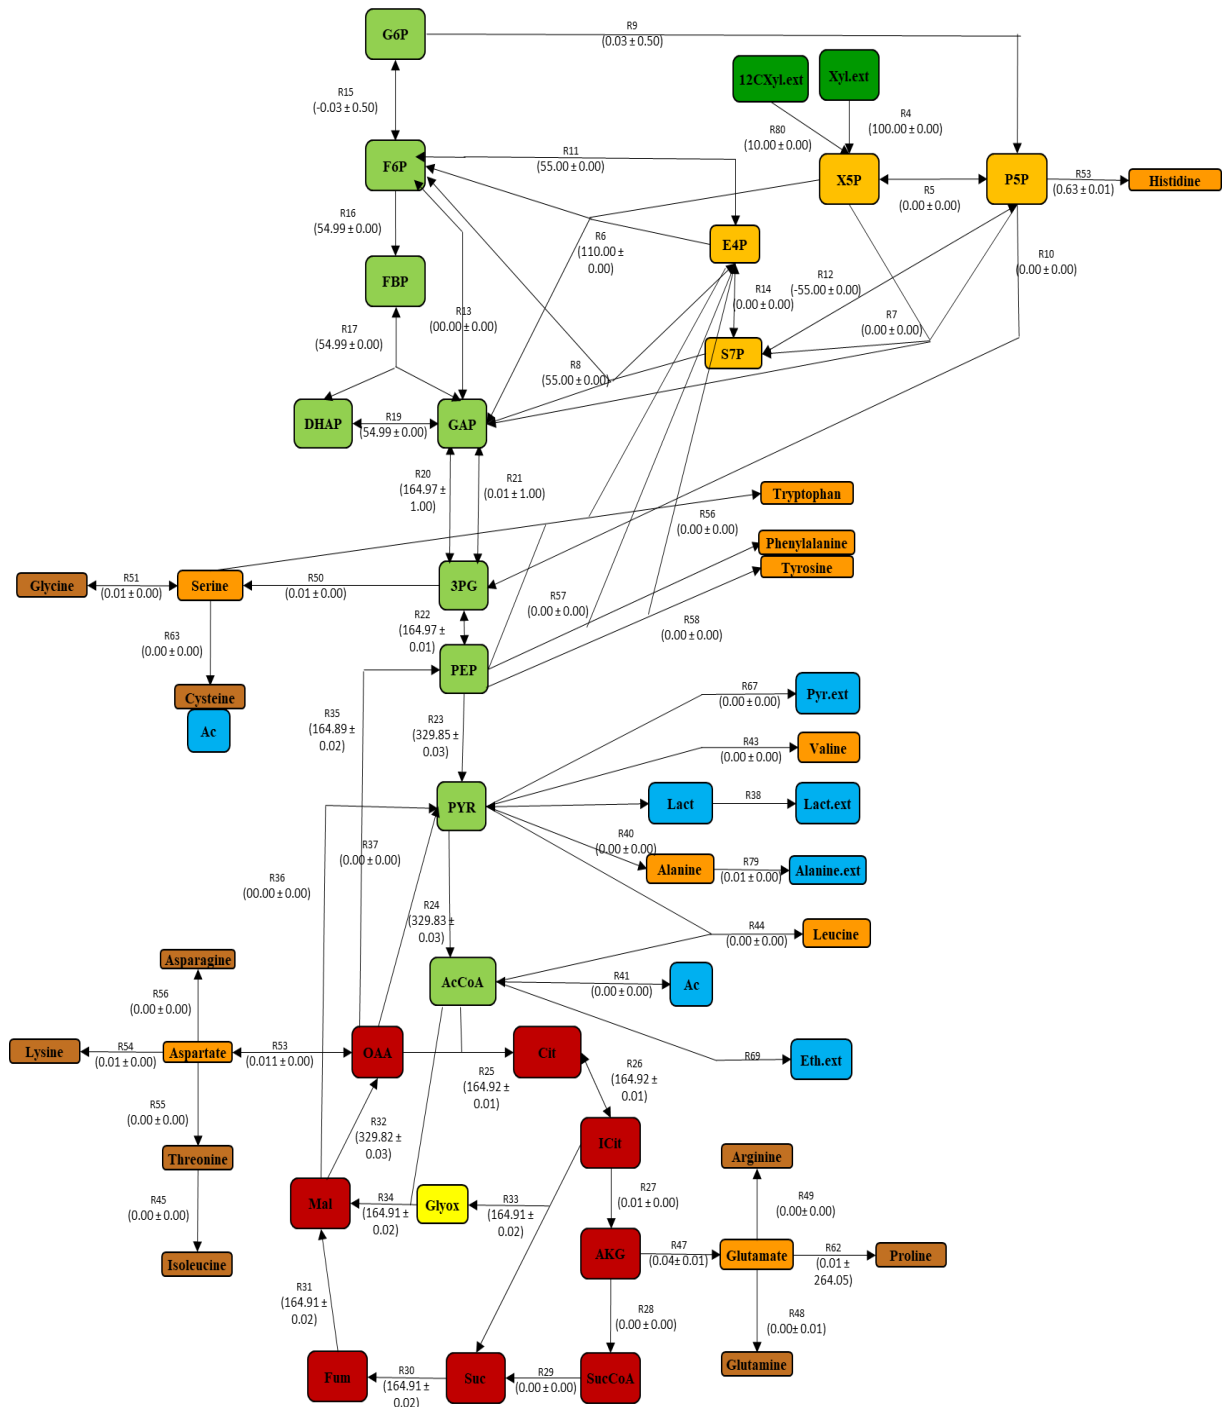 G6P
R9
(0.03 ± 0.50)
12CXyl.ext
Xyl.ext
R15
(-0.03 ± 0.50)
R80
(10.00 ± 0.00)
R4
(100.00 ± 0.00)
F6P
R11
(55.00 ± 0.00)
X5P
R5
(0.00 ± 0.00)
P5P
R53
(0.63 ± 0.01)
Histidine
R16
(54.99 ± 0.00)
R6
(110.00 ±
0.00)
E4P
R10
(0.00 ± 0.00)
FBP
R14
(0.00 ± 0.00)
R12
(-55.00 ± 0.00)
R13
(00.00 ± 0.00)
R7
(0.00 ± 0.00)
R17
(54.99 ± 0.00)
S7P
R8
(55.00 ± 0.00)
DHAP
R19
(54.99 ± 0.00)
GAP
R20
(164.97 ±
1.00)
R21
(0.01 ± 1.00)
Tryptophan
R56
(0.00 ± 0.00)
Phenylalanine
Tyrosine
Glycine
R51
(0.01 ± 0.00)
Serine
R50
(0.01 ± 0.00)
3PG
R57
(0.00 ± 0.00)
R22
(164.97 ±
0.01)
R58
(0.00 ± 0.00)
R63
(0.00 ± 0.00)
PEP
Cysteine
Ac
R35
(164.89 ±
0.02)
R23
(329.85 ±
0.03)
R67
(0.00 ± 0.00)
Pyr.ext
R43
(0.00 ± 0.00)
Valine
PYR
Lact
R38
Lact.ext
R37
(0.00 ± 0.00)
R40
(0.00 ± 0.00)
Alanine
R79
(0.01 ± 0.00)
Alanine.ext
R36
(00.00 ± 0.00)
R24
(329.83 ±
0.03)
R44
(0.00 ± 0.00)
Leucine
Asparagine
AcCoA
R41
(0.00 ± 0.00)
Ac
R56
(0.00 ± 0.00)
Lysine
R54
(0.01 ± 0.00)
Aspartate
R53
(0.011 ± 0.00)
OAA
Cit
R69
Eth.ext
R25
(164.92 ±
0.01)
R26
(164.92 ±
0.01)
R55
(0.00 ± 0.00)
R32
(329.82 ±
0.03)
ICit
Threonine
Arginine
R45
(0.00 ± 0.00)
Mal
R34
(164.91 ±
0.02)
Glyox
R33
(164.91 ±
0.02)
R27
(0.01 ± 0.00)
R49
(0.00± 0.00)
Isoleucine
AKG
R47
(0.04± 0.01)
Glutamate
R62
(0.01 ±
264.05)
Proline
R31
(164.91 ±
0.02)
R28
(0.00 ± 0.00)
R48
(0.00± 0.01)
Fum
R30
(164.91 ±
0.02)
Suc
R29
(0.00 ± 0.00)
SucCoA
Glutamine